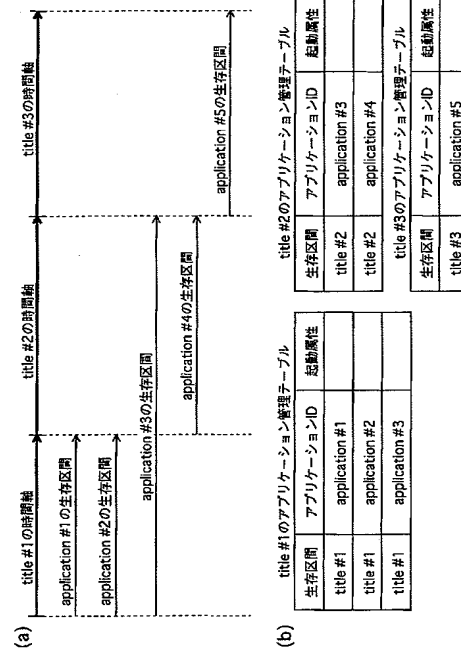 (a)
title #1の時間軸
title #2の時間軸
title #3の時間軸
application #1の生存区間
application #2の生存区間
application #3の生存区間
application #4の生存区間
application #5の生存区間
(b)
title #1のアプリケーション管理テーブル
生存区間 アプリケーションID 起動属性
title #1 application #1
title #1 application #2
title #1 application #3
title #2のアプリケーション管理テーブル
生存区間 アプリケーションID 起動属性
title #2 application #3
title #2 application #4
title #3のアプリケーション管理テーブル
生存区間 アプリケーションID 起動属性
title #3 application #5